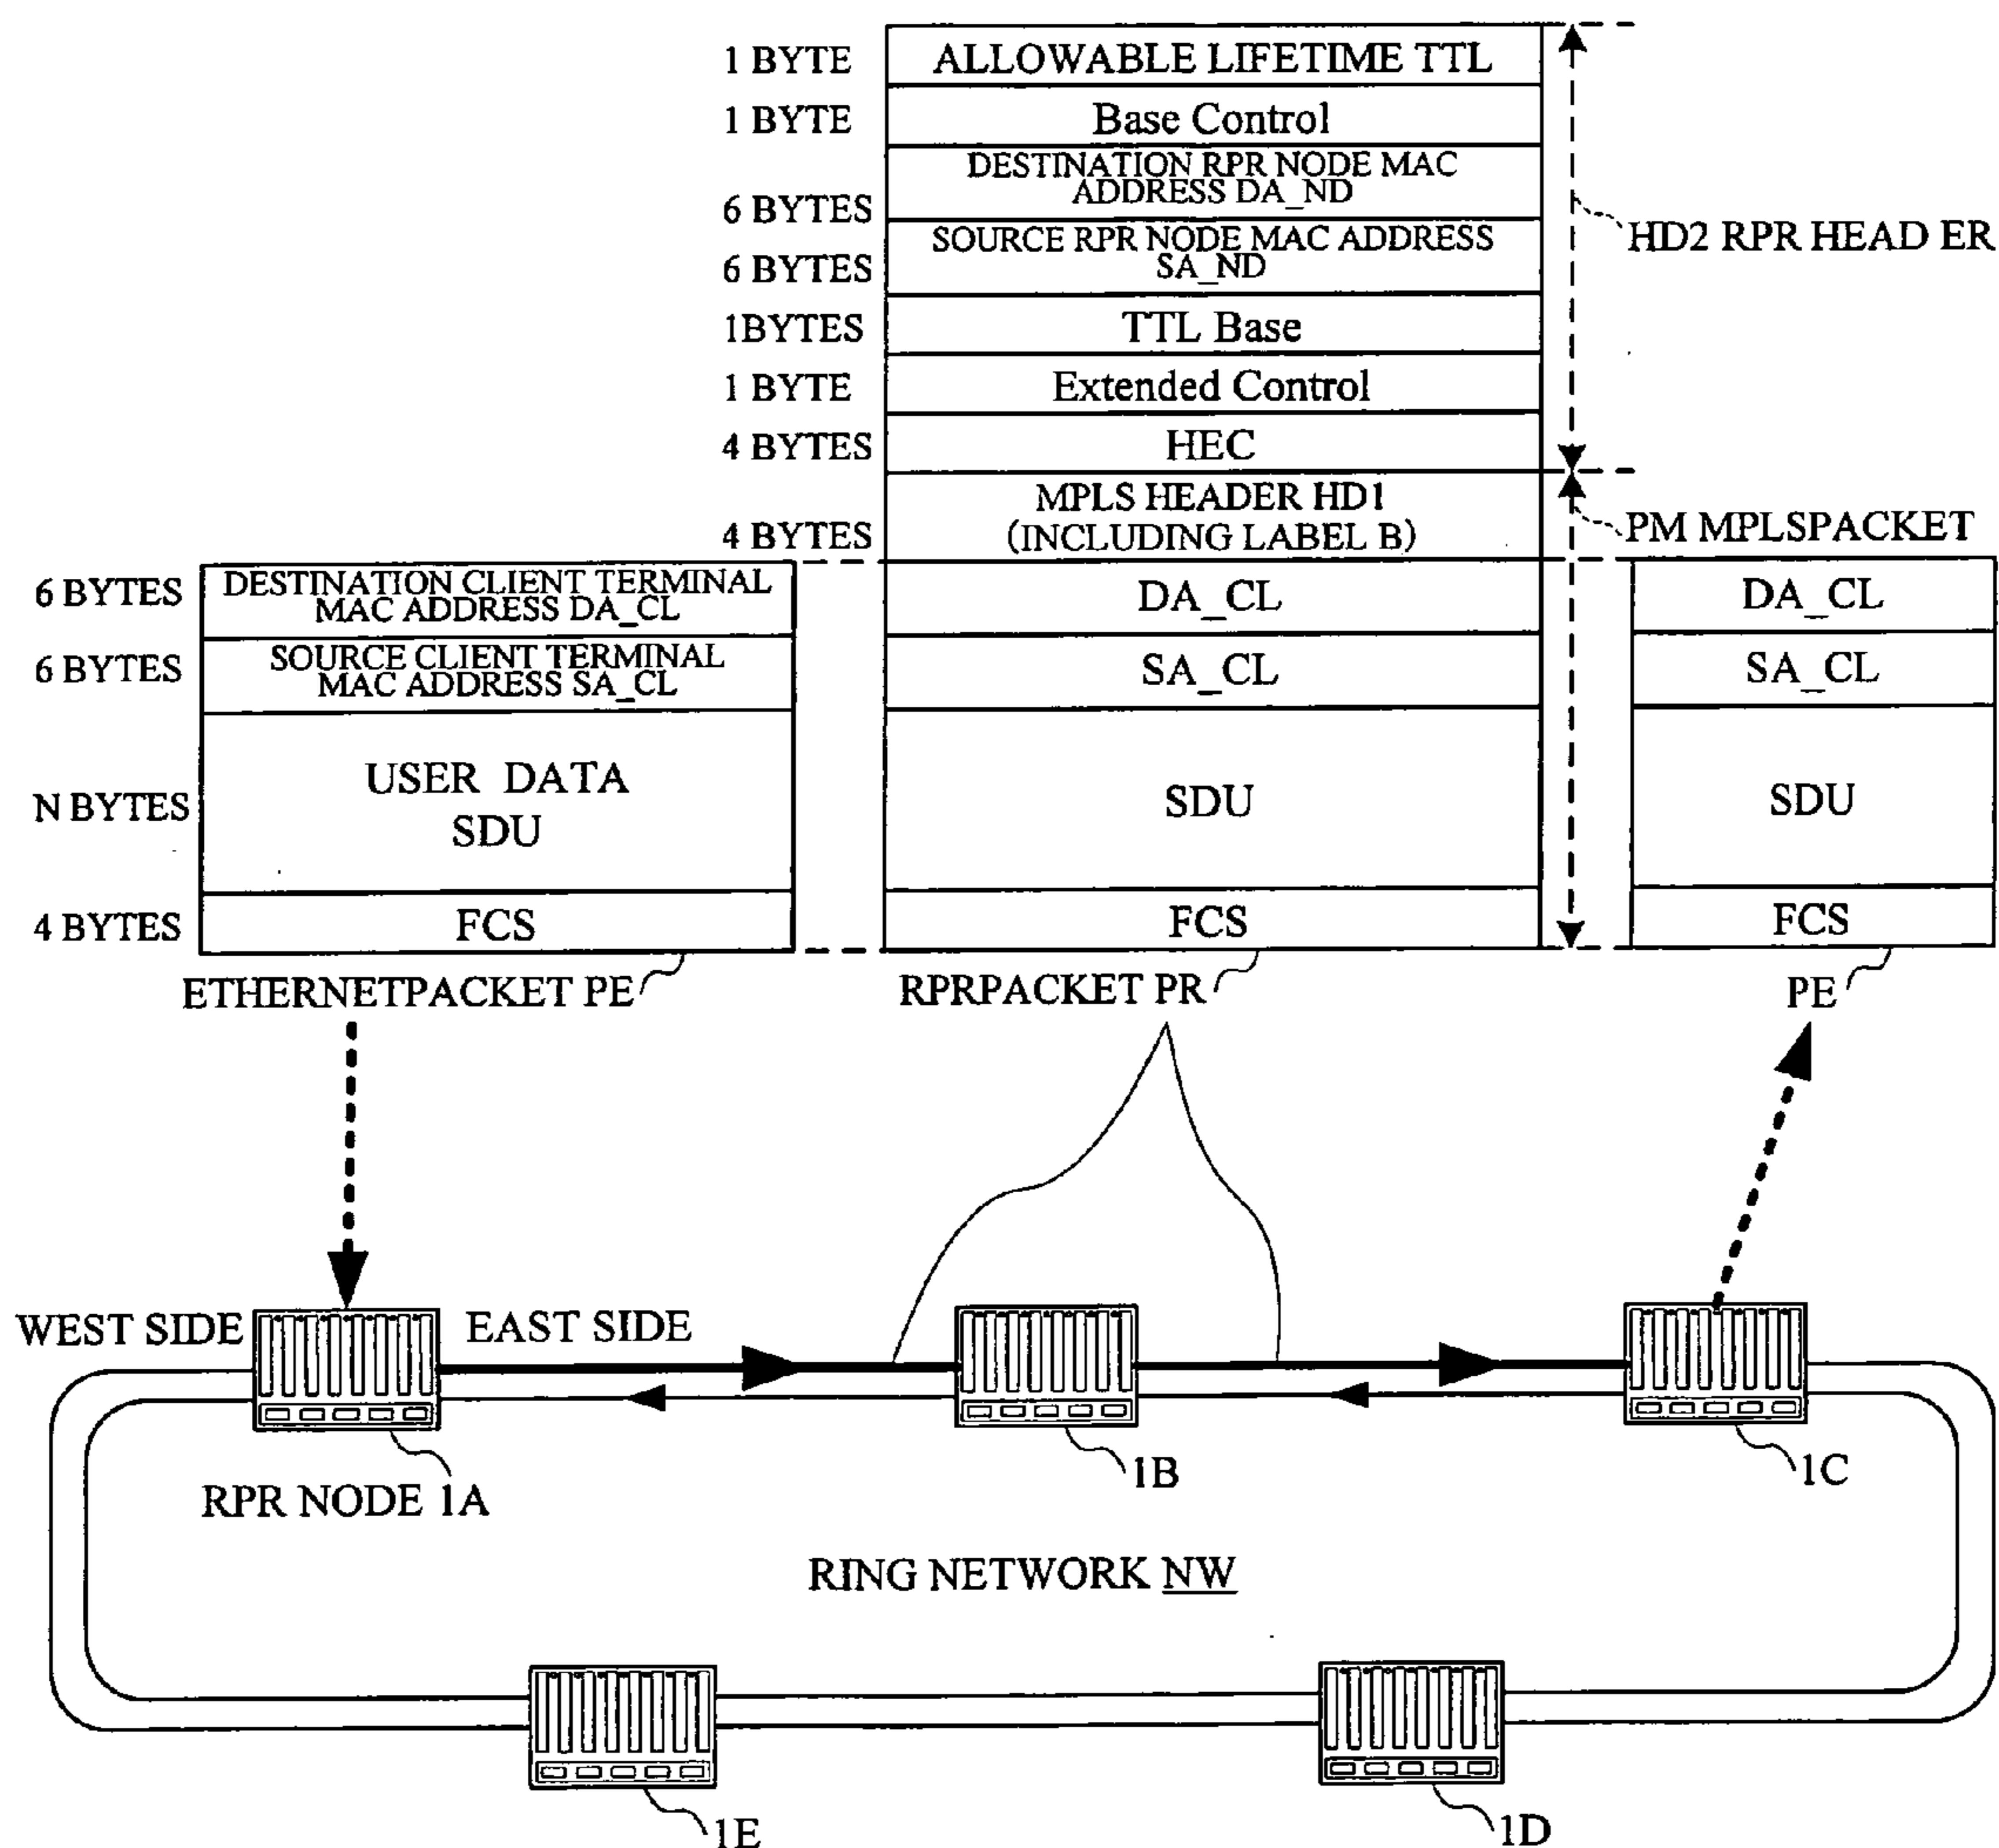 1 BYTE ALLOWABLE LIFETIME TTL
1 BYTE Base Control
DESTINATION RPR NODE MAC
ADDRESS DA_ND
6 BYTES
SOURCE RPR NODE MAC ADDRESS
SA_ND
6 BYTES
HD2 RPR HEAD ER
1BYTES TTL Base
1 BYTE Extended Control
4 BYTES HEC
MPLS HEADER HD1
(INCLUDING LABEL B)
4 BYTES
PM MPLSPACKET
6 BYTES
DESTINATION CLIENT TERMINAL
MAC ADDRESS DA_CL
DA_CL
DA_CL
6 BYTES
SOURCE CLIENT TERMINAL
MAC ADDRESS SA_CL
SA_CL
SA_CL
N BYTES
USER DATA
SDU
SDU
SDU
4 BYTES
FCS
FCS
FCS
ETHERNETPACKET PE
RPRPACKET PR
PE
WEST SIDE
EAST SIDE
RPR NODE 1A
1B
1C
RING NETWORK NW
1E
1D